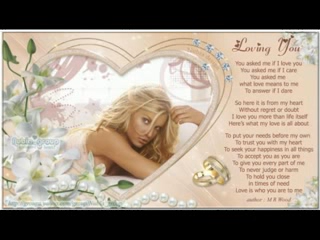 Loving You
You asked me if I love you
You asked me if I care
You asked me
what love means to me
To answer if I dare
So here it is from my heart
Without regret or doubt
I love you more than life itself
Here's what my love is all about
To put your needs before my own
To trust you with my heart
To seek your happiness in all things
To accept you as you are
To give you every part of me
To never judge or harm
To hold you close
in times of need
Love is who you are to me
author - M R Wood